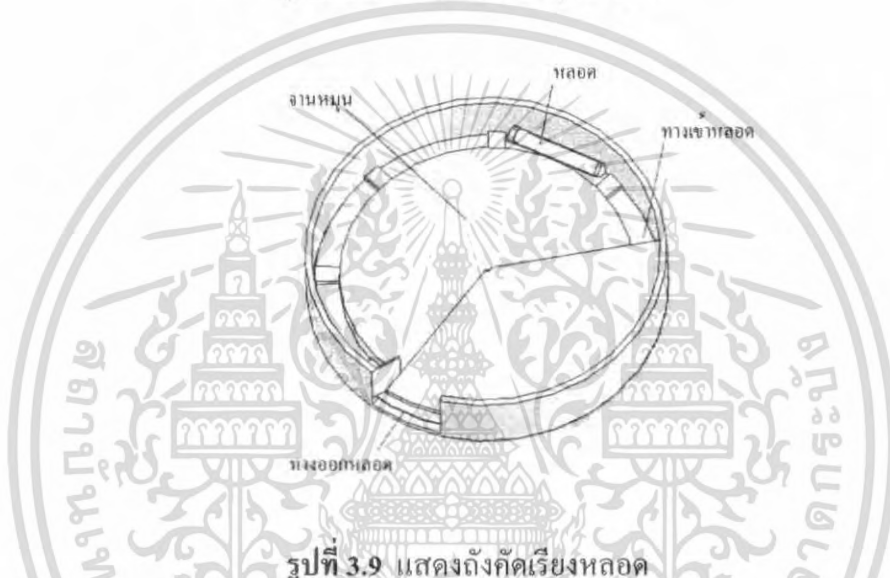 หลอด
จานหมุน
ทางเข้าหลอด
ทางออกหลอด
รูปที่ 3.9 แสดงถังคัดเรียงหลอด